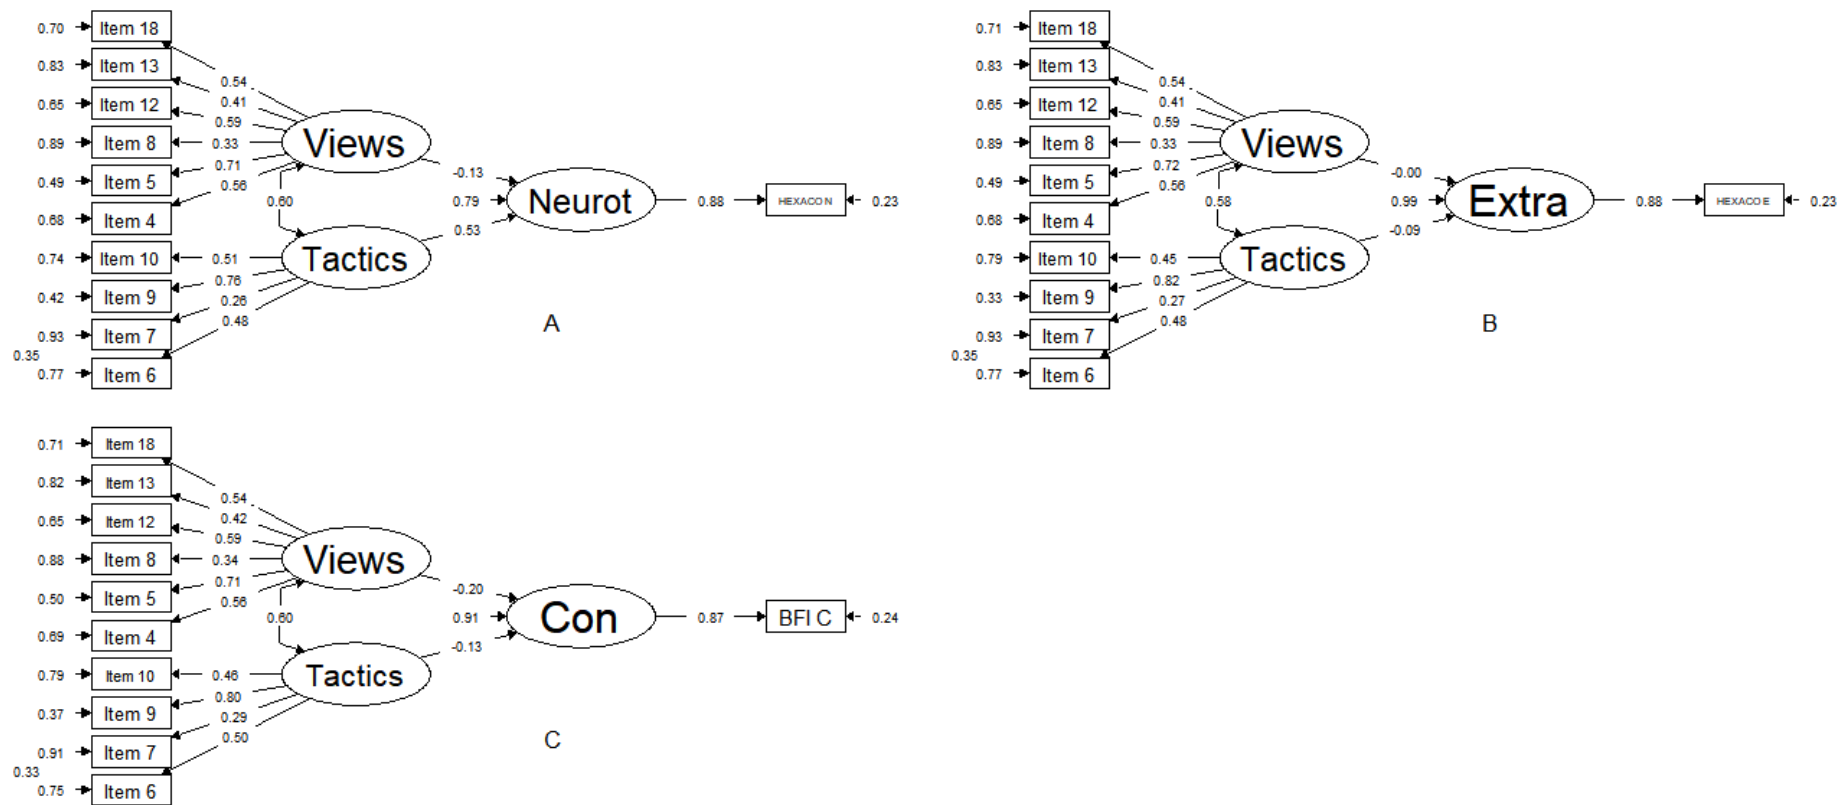 0.70 Item 18
0.83 Item 13
0.65 Item 12
0.89 Item 8
0.49 Item 5
0.68 Item 4
0.74 Item 10
0.42 Item 9
0.93 Item 7
0.35
0.77 Item 6
0.54
0.41
0.59
0.33
0.71
0.56
0.60
0.51
0.76
0.26
0.48
Views
Tactics
-0.13
0.79
0.53
Neurot
0.88
HEXACO N
0.23
A
0.71 Item 18
0.83 Item 13
0.65 Item 12
0.89 Item 8
0.49 Item 5
0.68 Item 4
0.79 Item 10
0.33 Item 9
0.93 Item 7
0.35
0.77 Item 6
0.54
0.41
0.59
0.33
0.72
0.56
0.58
0.45
0.82
0.27
0.48
Views
Tactics
-0.00
0.99
-0.09
Extra
0.88
HEXACO E
0.23
B
0.71 Item 18
0.82 Item 13
0.65 Item 12
0.88 Item 8
0.50 Item 5
0.69 Item 4
0.79 Item 10
0.37 Item 9
0.91 Item 7
0.33
0.75 Item 6
0.54
0.42
0.59
0.34
0.71
0.56
0.60
0.46
0.80
0.29
0.50
Views
Tactics
-0.20
0.91
-0.13
Con
0.87
BFI C
0.24
C